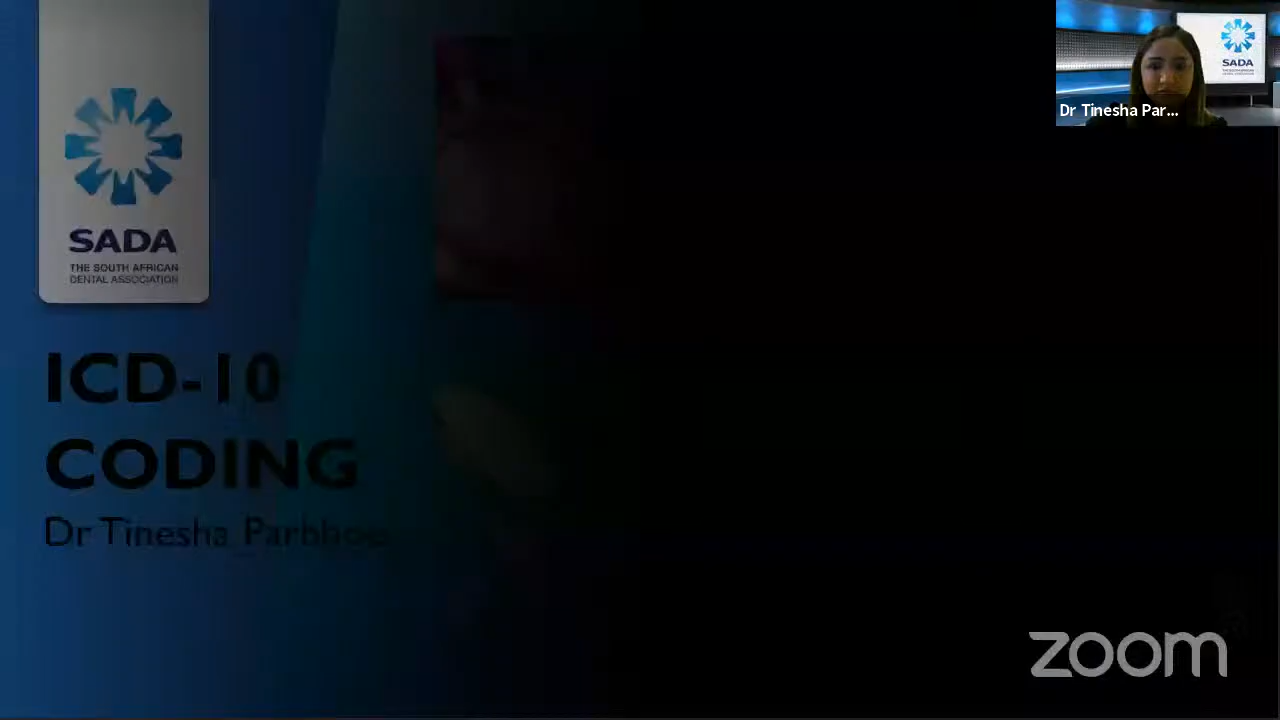 SADA
THE SOUTH AFRICAN
DENTAL ASSOCIATION
ICD-10
CODING
Dr Tinesha Parbhoo
Dr Tinesha Par...
SADA
zoom